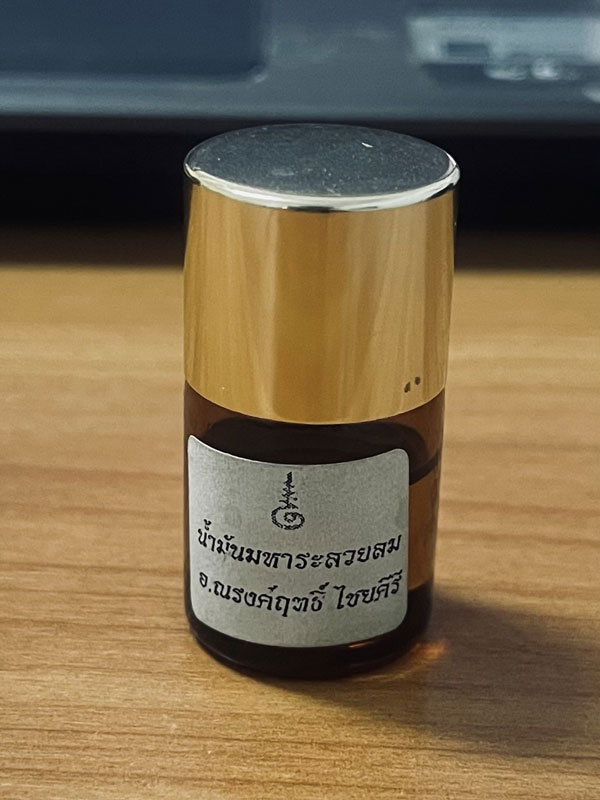 น้ำมันมหาระลวยลม
อ.ณรงค์ฤทธิ์ ไชยคีรี